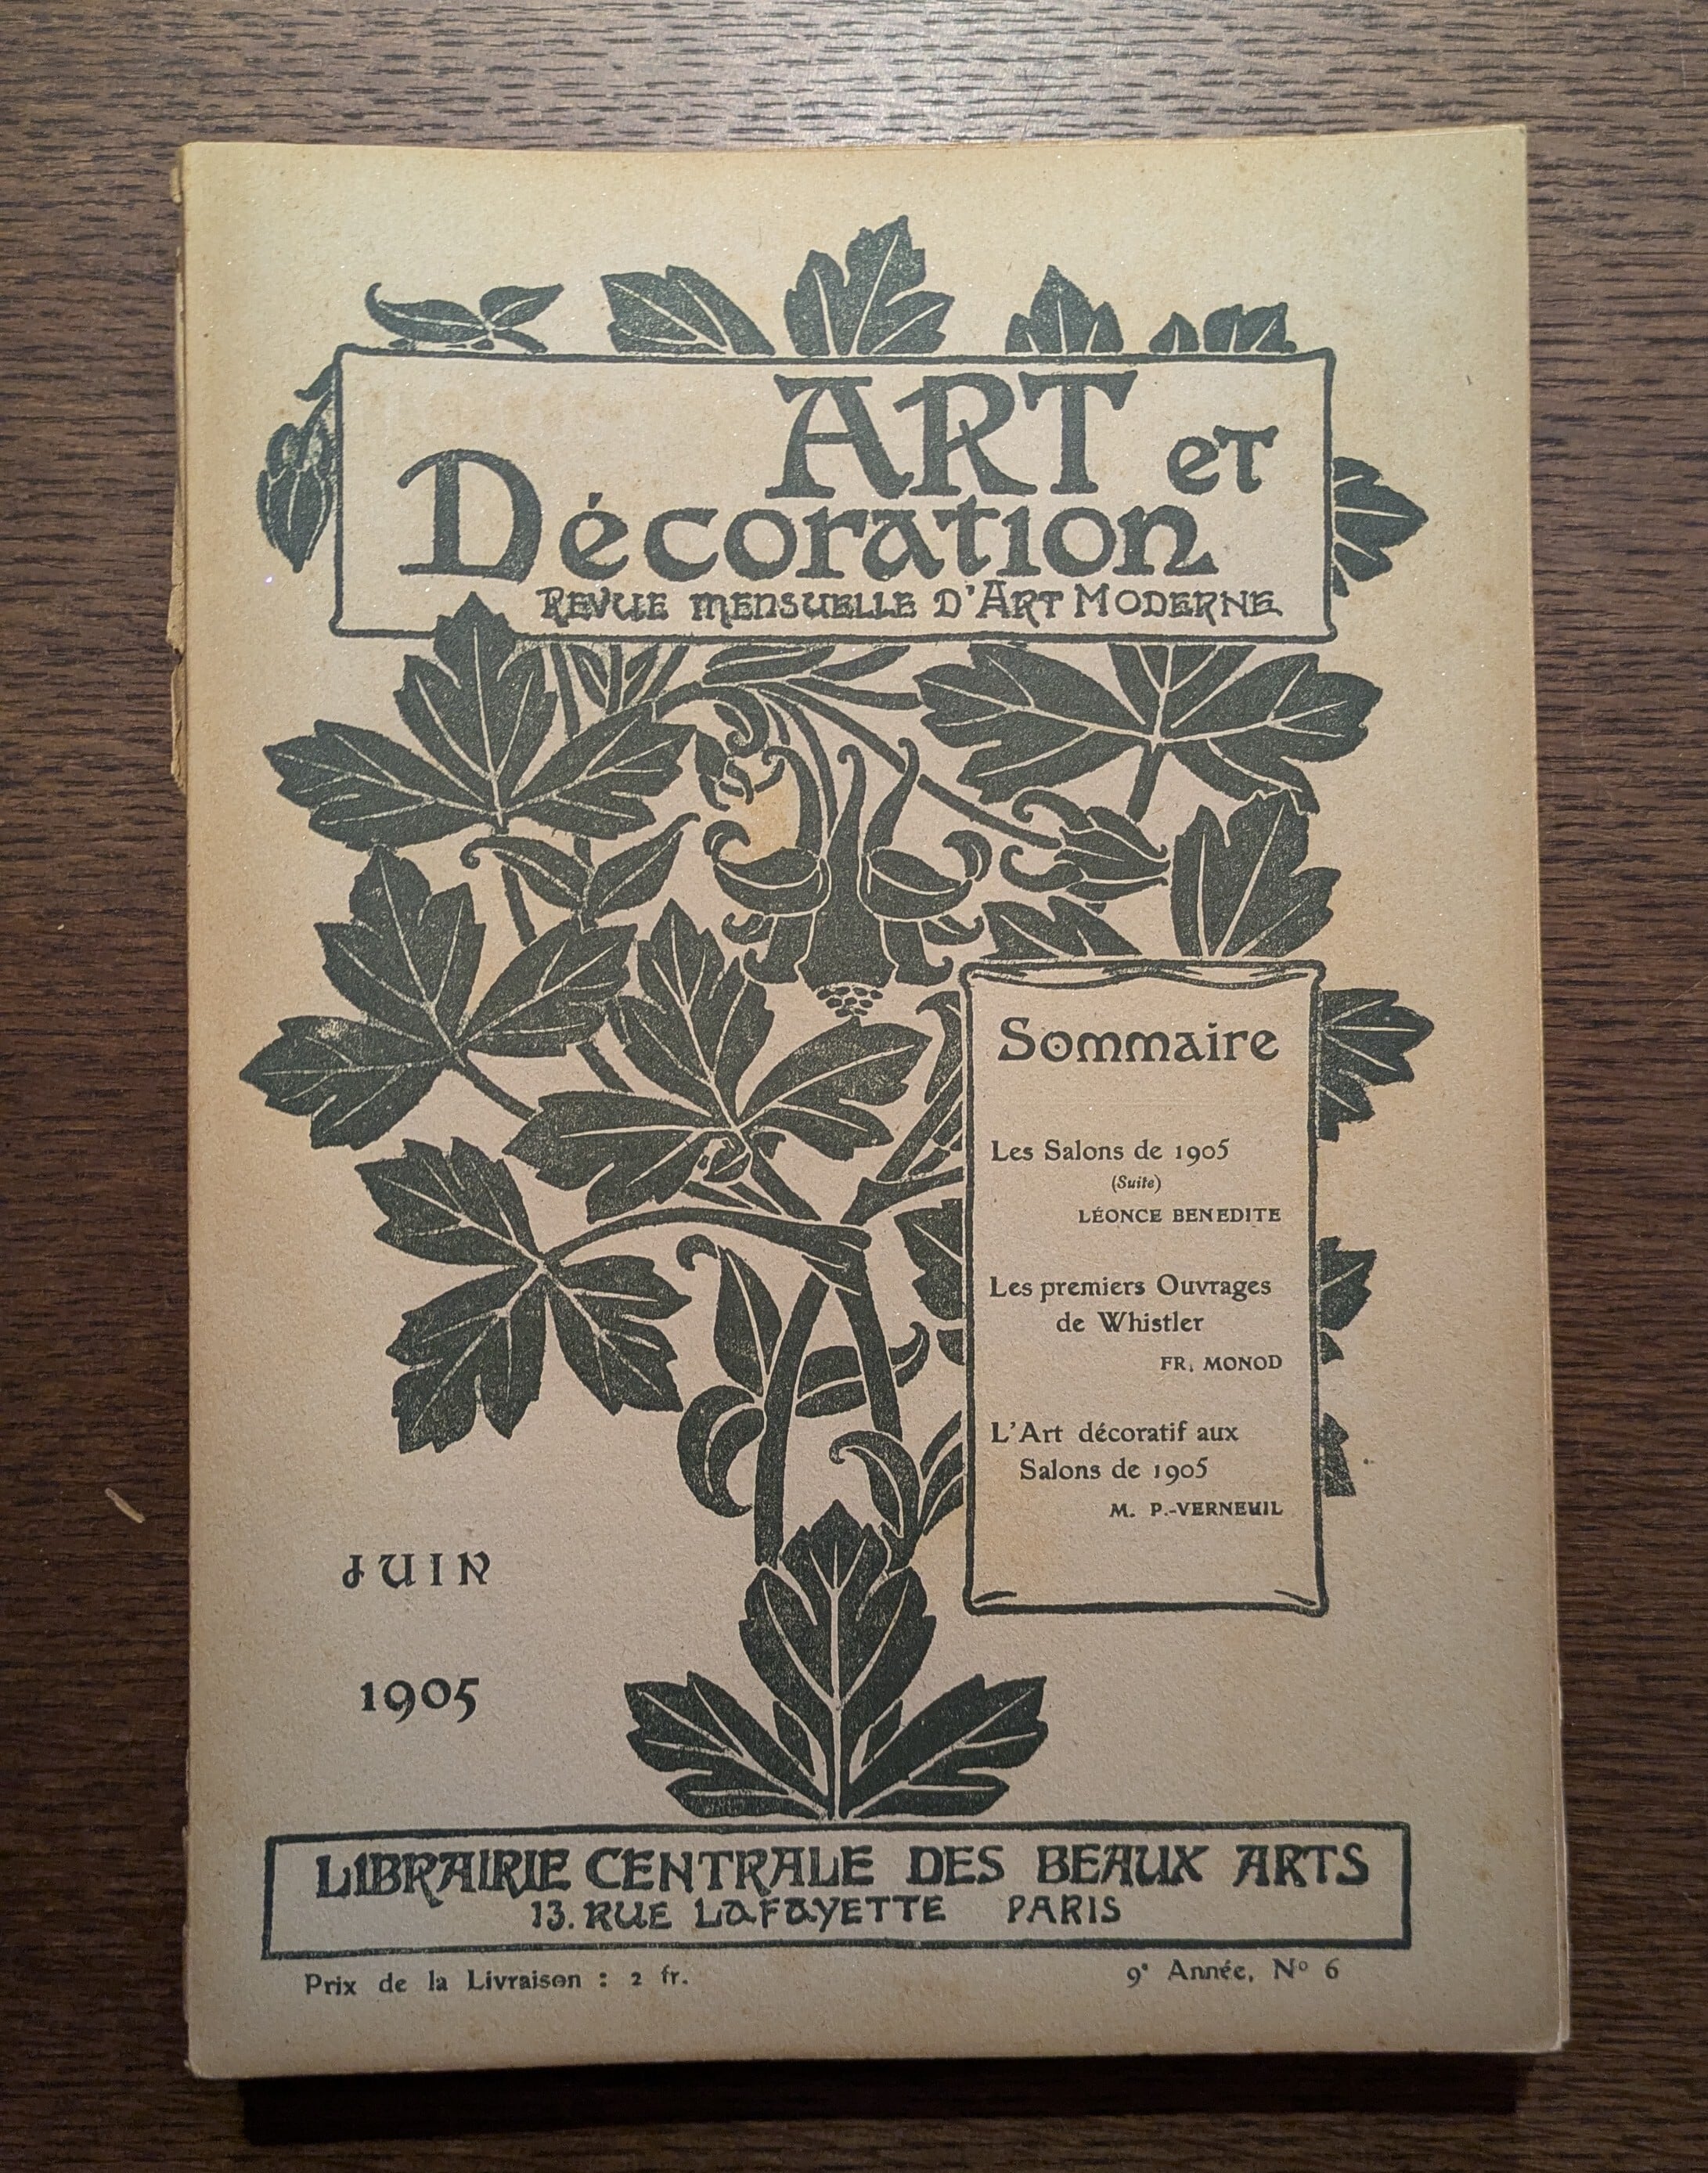 ART et
Décoration
Revue mensuelle d'Art Moderne
Sommaire
Les Salons de 1905
(Suite)
LÉONCE BENEDITE
Les premiers Ouvrages
de Whistler
FR. MONOD
L'Art décoratif aux
Salons de 1905
M. P.-VERNEUIL
JUIN
1905
LIBRAIRIE CENTRALE DES BEAUX ARTS
13. RUE LAFAYETTE PARIS
Prix de la Livraison : 2 fr.
9e Année, No 6